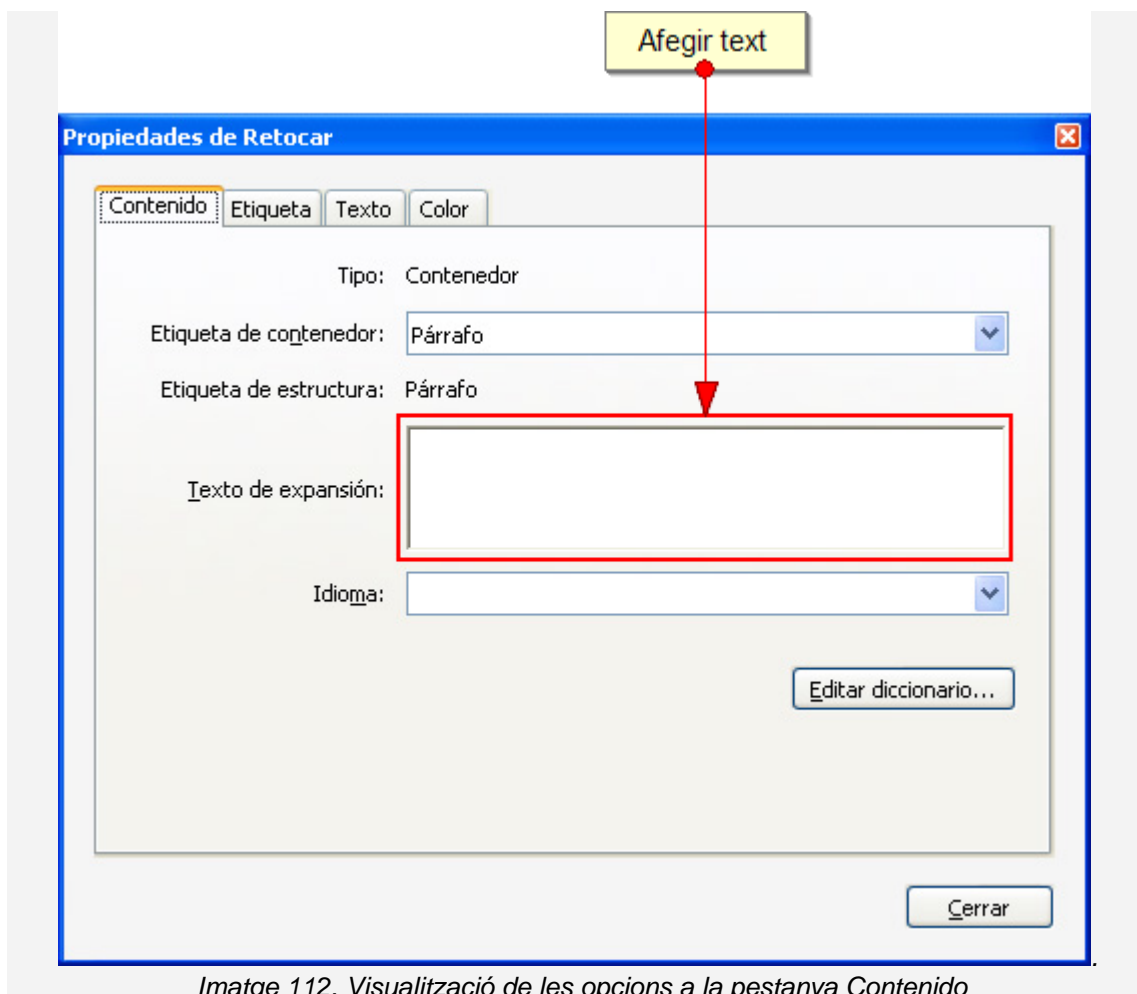 Afegir text
Propiedades de Retocar
Contenido Etiqueta Texto Color
Tipo: Contenedor
Etiqueta de contenedor: Párrafo
Etiqueta de estructura: Párrafo
Texto de expansión:
Idioma:
Editar diccionario...
Cerrar
.
Imatge 112. Visualització de les opcions a la pestanya Contenido